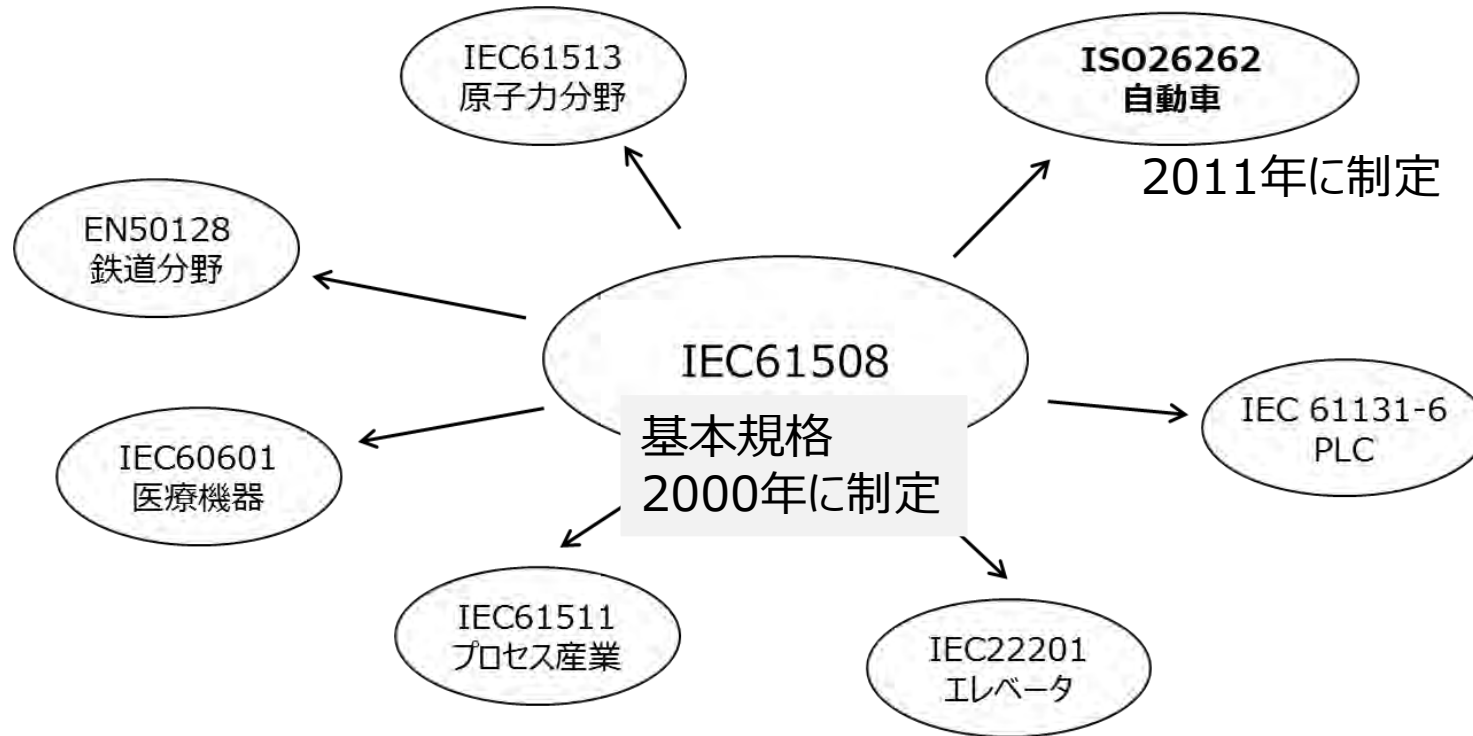 IEC61513
原子力分野
ISO26262
自動車
2011年に制定
EN50128
鉄道分野
IEC61508
基本規格
2000年に制定
IEC 61131-6
PLC
IEC60601
医療機器
IEC61511
プロセス産業
IEC22201
エレベータ